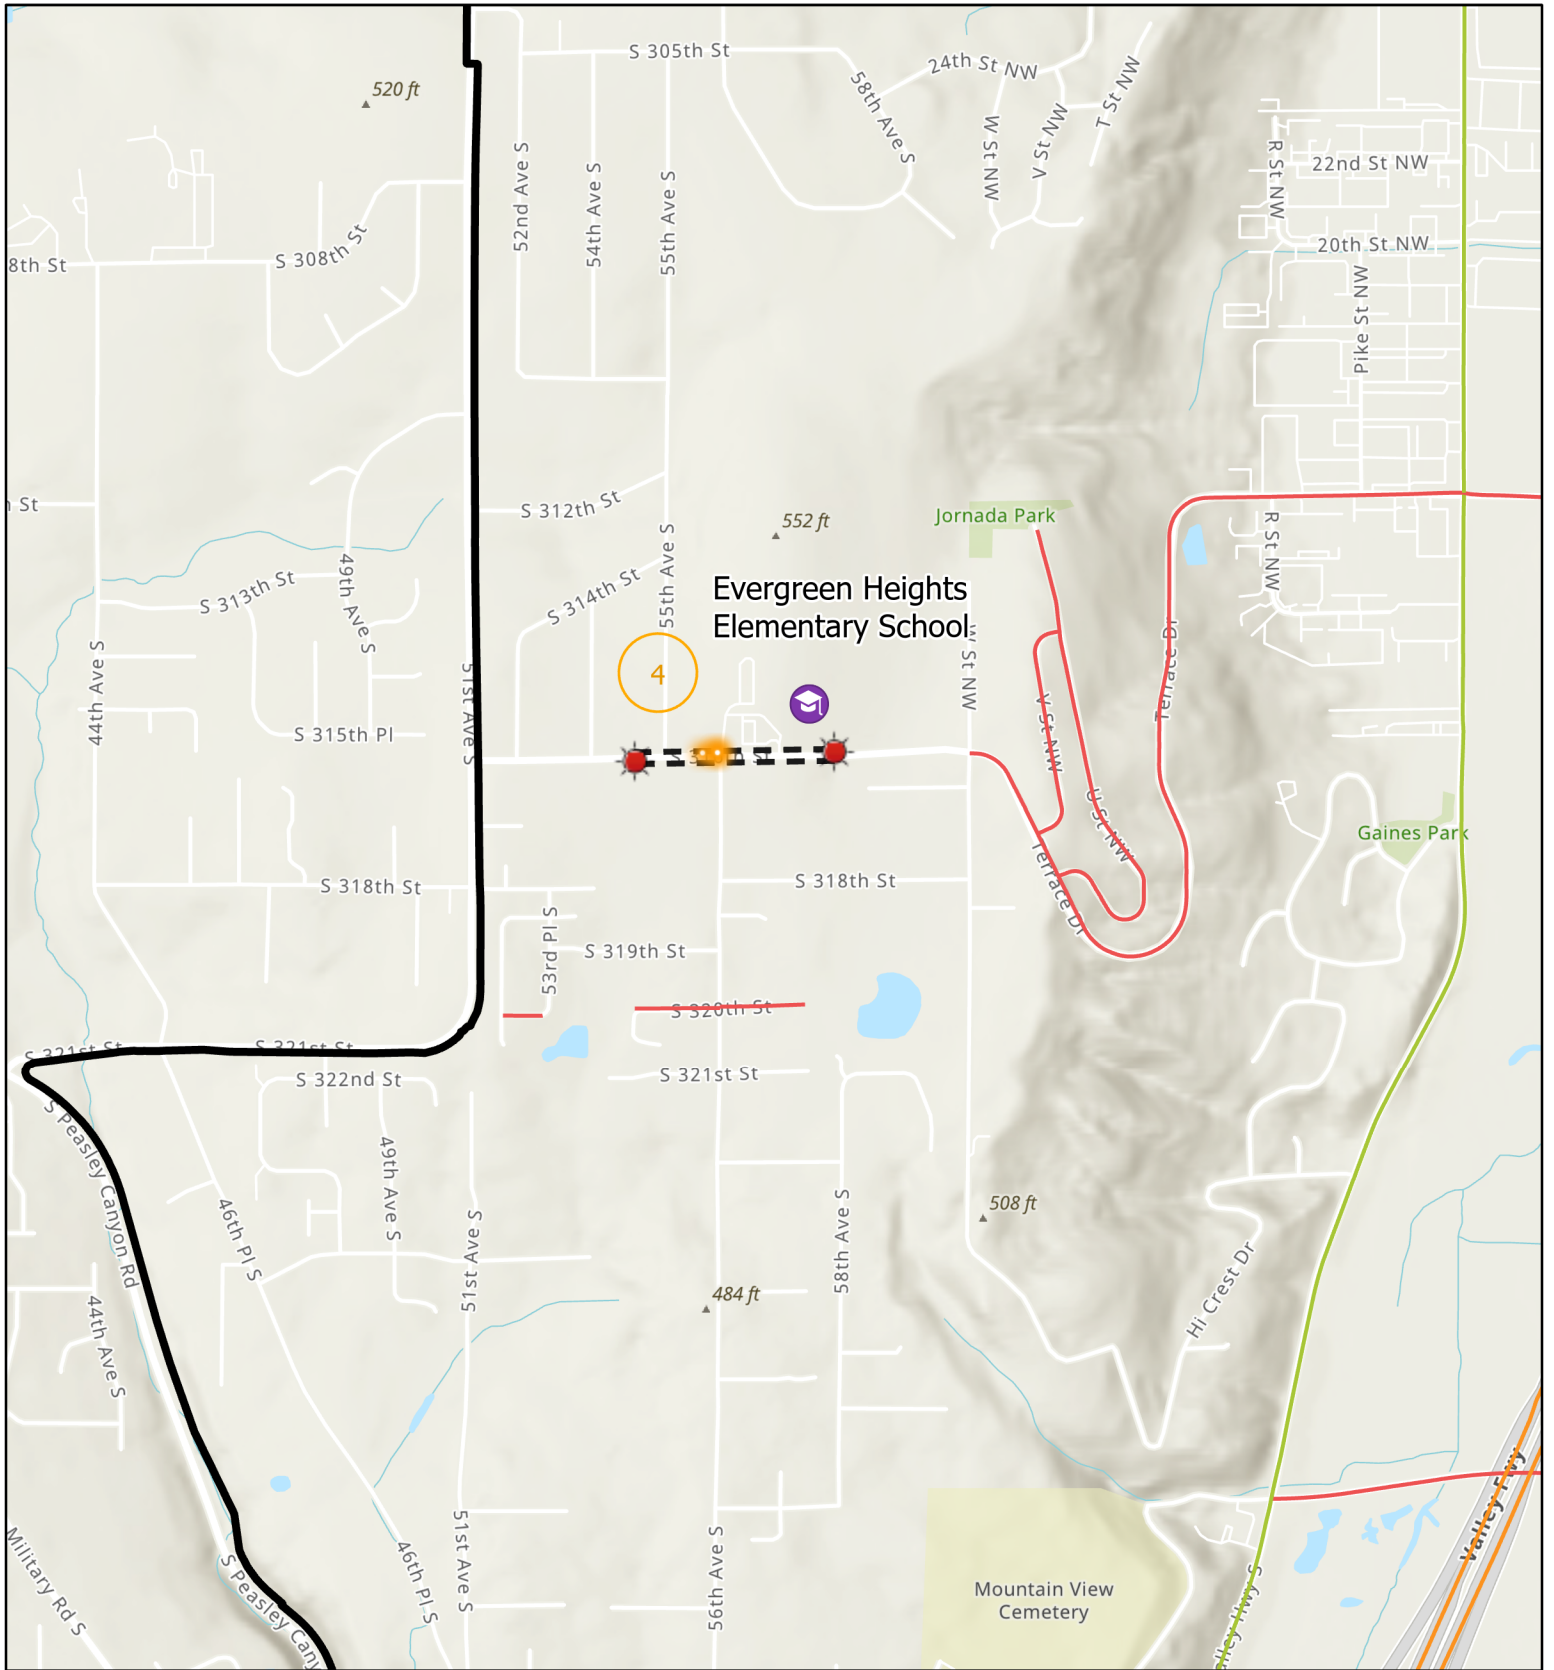 520 ft
S 305th St
24th St NW
58th Ave S
T St NW
W St NW
V St NW
R St NW
22nd St NW
52nd Ave S
54th Ave S
55th Ave S
20th St NW
8th St
S 308th St
Pike St NW
S 312th St
552 ft
Jornada Park
R St NW
St
49th Ave S
S 313th St
S 314th St
55th Ave S
Evergreen Heights
Elementary School
W St NW
Terrace Dr
44th Ave S
51st Ave S
4
S 315th Pl
V St NW
U St NW
Gaines Park
Terrace Dr
S 318th St
S 318th St
53rd Pl S
S 319th St
S 320th St
S 321st St
S 321st St
S 322nd St
S 321st St
S Peasley Canyon Rd
49th Ave S
46th Pl S
51st Ave S
58th Ave S
508 ft
Hi Crest Dr
484 ft
44th Ave S
Valley Fwy
51st Ave S
46th Pl S
56th Ave S
Military Rd S
S Peasley Cany
Mountain View
Cemetery
alley Hwy S